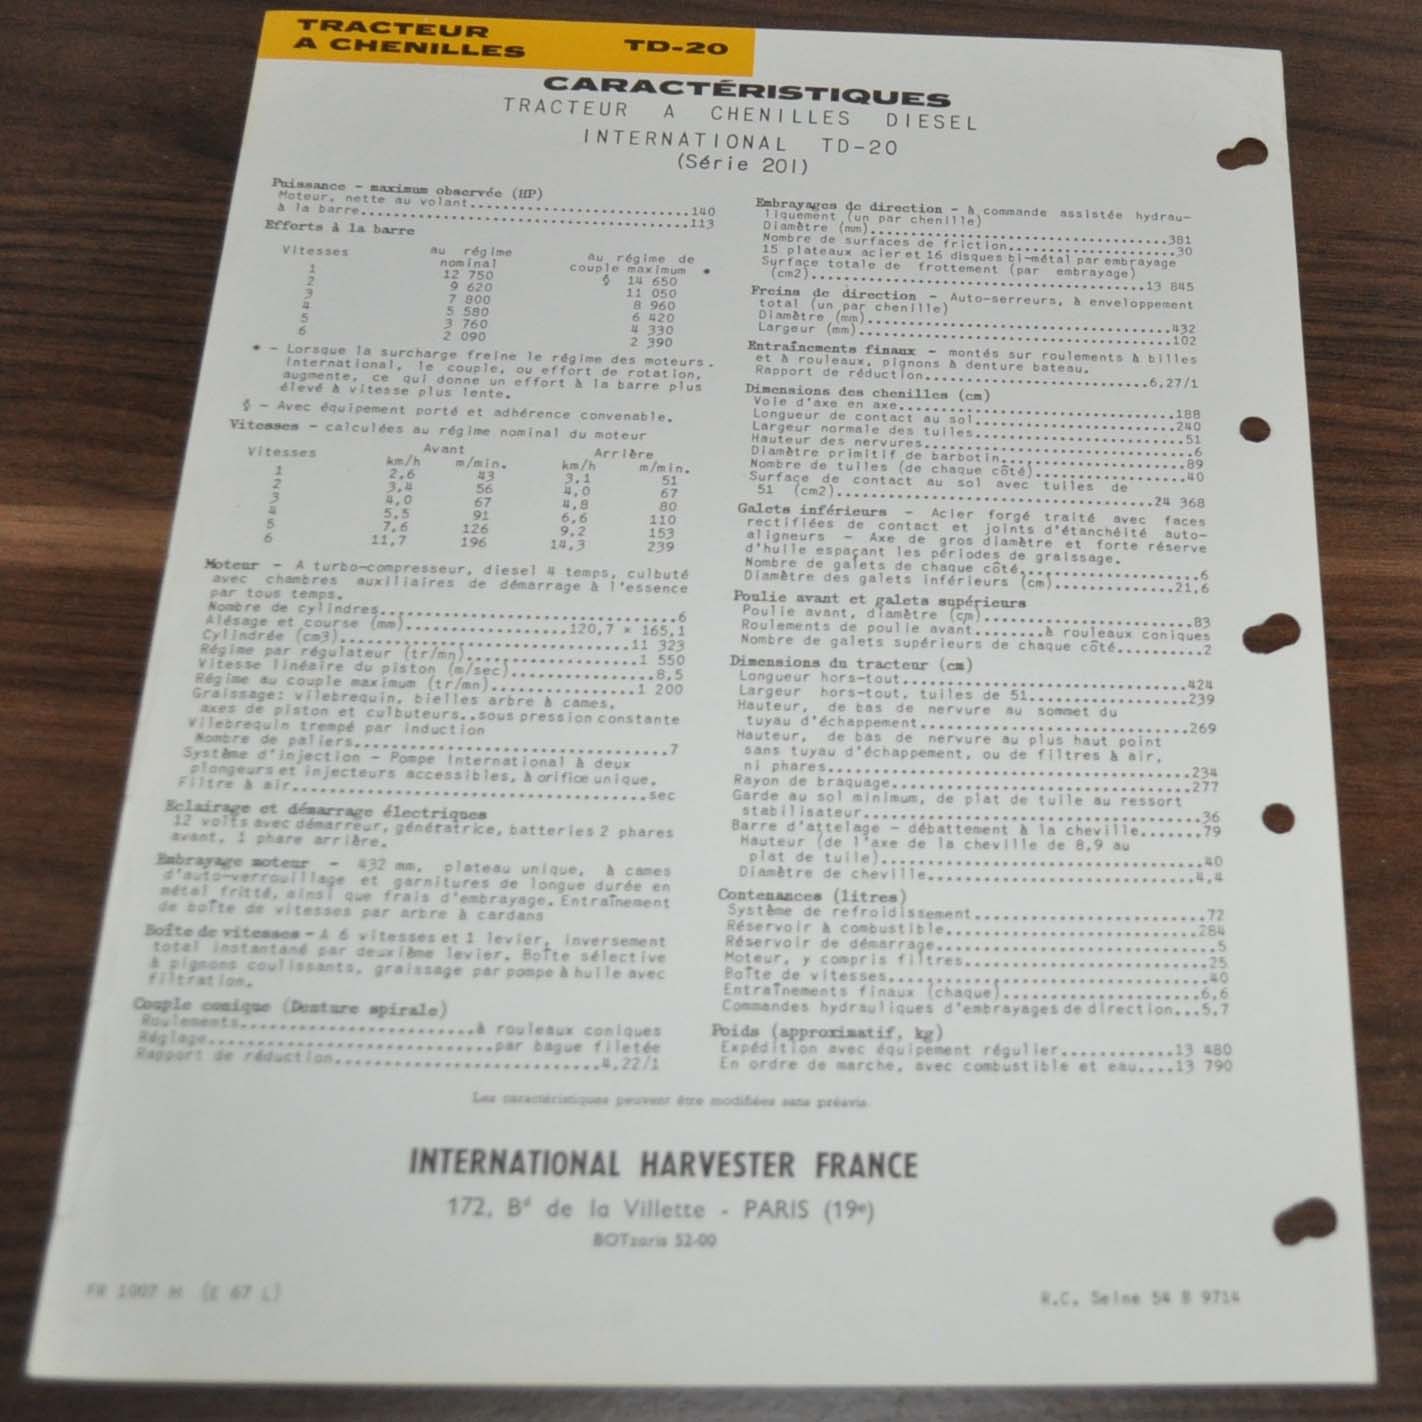 TRACTEUR
A CHENILLES TD-20
CARACTÉRISTIQUES
TRACTEUR A CHENILLES DIESEL
INTERNATIONAL TD-20
(Série 201)
Puissance - maximum observée (HP)
Moteur, nette au volant...140
à la barre...113
Efforts à la barre
Vitesses au régime nominal au régime de couple maximum *
1 12 750 § 14 650
2 9 620 11 050
3 7 800 8 960
4 5 580 6 420
5 3 760 4 330
6 2 090 2 390
* - Lorsque la surcharge freine le régime des moteurs
International, le couple, ou effort de rotation,
augmente, ce qui donne un effort à la barre plus
élevé à vitesse plus lente.
§ - Avec équipement porté et adhérence convenable.
Vitesses - calculées au régime nominal du moteur
Vitesses Avant Arrière
km/h m/min. km/h m/min.
1 2,6 43 3,1 51
2 3,4 56 4,0 67
3 4,0 67 4,8 80
4 5,5 91 6,6 110
5 7,6 126 9,2 153
6 11,7 196 14,3 239
Moteur - A turbo-compresseur, diesel 4 temps, culbuté
avec chambres auxiliaires de démarrage à l'essence
par tous temps.
Nombre de cylindres...6
Alésage et course (mm)...120,7 x 165,1
Cylindrée (cm3)...11 323
Régime par régulateur (tr/mn)...1 550
Vitesse linéaire du piston (m/sec)...8,5
Régime au couple maximum (tr/mn)...1 200
Graissage: vilebrequin, bielles arbre à cames,
axes de piston et culbuteurs..sous pression constante
Vilebrequin trempé par induction
Nombre de paliers...7
Système d'injection - Pompe International à deux
plongeurs et injecteurs accessibles, à orifice unique.
Filtre à air...sec
Eclairage et démarrage électriques
12 volts avec démarreur, génératrice, batteries 2 phares
avant, 1 phare arrière.
Embrayage moteur - 432 mm, plateau unique, à cames
d'auto-verrouillage et garnitures de longue durée en
métal fritté, ainsi que frais d'embrayage. Entraînement
de boîte de vitesses par arbre à cardans
Boîte de vitesses - A 6 vitesses et 1 levier, inversement
total instantané par deuxième levier. Boîte sélective
à pignons coulissants, graissage par pompe à huile avec
filtration.
Couple conique (Denture spirale)
Roulements...à rouleaux coniques
Réglage...par bague filetée
Rapport de réduction...4,22/1
Embrayages de direction - à commande assistée hydrau-
liquement (un par chenille)
Diamètre (mm)...381
Nombre de surfaces de friction...30
15 plateaux acier et 16 disques bi-métal par embrayage
Surface totale de frottement (par embrayage)
(cm2)...13 845
Freins de direction - Auto-serreurs, à enveloppement
total (un par chenille)
Diamètre (mm)...432
Largeur (mm)...102
Entraînements finaux - montés sur roulements à billes
et à rouleaux, pignons à denture bateau.
Rapport de réduction...6,27/1
Dimensions des chenilles (cm)
Voie d'axe en axe...188
Longueur de contact au sol...240
Largeur normale des tuiles...51
Hauteur des nervures...6
Diamètre primitif de barbotin...89
Nombre de tuiles (de chaque côté)...40
Surface de contact au sol avec tuiles de
51 (cm2)...24 368
Galets inférieurs - Acier forgé traité avec faces
rectifiées de contact et joints d'étanchéité auto-
aligneurs - Axe de gros diamètre et forte réserve
d'huile espaçant les périodes de graissage.
Nombre de galets de chaque côté...6
Diamètre des galets inférieurs (cm)...21,6
Poulie avant et galets supérieurs
Poulie avant, diamètre (cm)...83
Roulements de poulie avant...à rouleaux coniques
Nombre de galets supérieurs de chaque côté...2
Dimensions du tracteur (cm)
Longueur hors-tout...424
Largeur hors-tout, tuiles de 51...239
Hauteur, de bas de nervure au sommet du
tuyau d'échappement...269
Hauteur, de bas de nervure au plus haut point
sans tuyau d'échappement, ou de filtres à air,
ni phares...234
Rayon de braquage...277
Garde au sol minimum, de plat de tuile au ressort
stabilisateur...36
Barre d'attelage - débattement à la cheville...79
Hauteur (de l'axe de la cheville de 8,9 au
plat de tuile)...40
Diamètre de cheville...4,4
Contenances (litres)
Système de refroidissement...72
Réservoir à combustible...284
Réservoir de démarrage...5
Moteur, y compris filtres...25
Boîte de vitesses...40
Entraînements finaux (chaque)...6,6
Commandes hydrauliques d'embrayages de direction...5,7
Poids (approximatif, kg)
Expédition avec équipement régulier...13 480
En ordre de marche, avec combustible et eau....13 790
Les caractéristiques peuvent être modifiées sans préavis
INTERNATIONAL HARVESTER FRANCE
172, Bd de la Villette - PARIS (19e)
BOTzaris 52-00
FR 1007 H (E 67 L)
R.C. Seine 54 B 9714